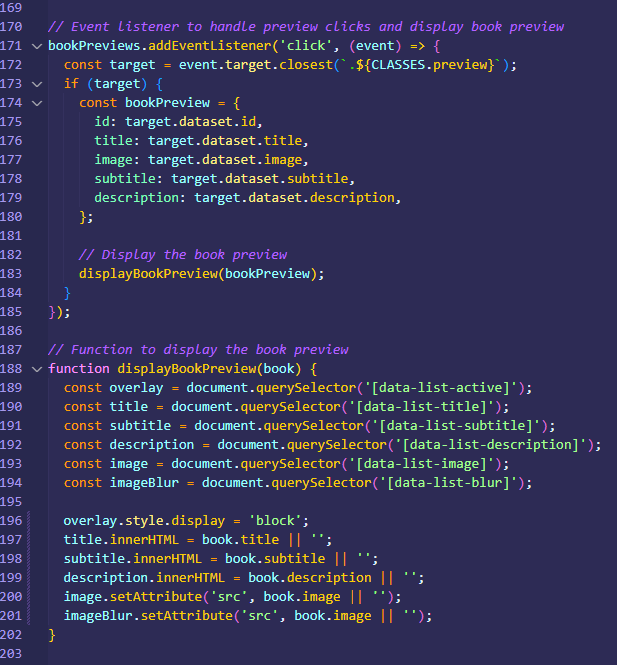 169
170 // Event listener to handle preview clicks and display book preview
171 bookPreviews.addEventListener('click', (event) => {
172   const target = event.target.closest(`.${CLASSES.preview}`);
173   if (target) {
174     const bookPreview = {
175       id: target.dataset.id,
176       title: target.dataset.title,
177       image: target.dataset.image,
178       subtitle: target.dataset.subtitle,
179       description: target.dataset.description,
180     };
181
182     // Display the book preview
183     displayBookPreview(bookPreview);
184   }
185 });
186
187 // Function to display the book preview
188 function displayBookPreview(book) {
189   const overlay = document.querySelector('[data-list-active]');
190   const title = document.querySelector('[data-list-title]');
191   const subtitle = document.querySelector('[data-list-subtitle]');
192   const description = document.querySelector('[data-list-description]');
193   const image = document.querySelector('[data-list-image]');
194   const imageBlur = document.querySelector('[data-list-blur]');
195
196   overlay.style.display = 'block';
197   title.innerHTML = book.title || '';
198   subtitle.innerHTML = book.subtitle || '';
199   description.innerHTML = book.description || '';
200   image.setAttribute('src', book.image || '');
201   imageBlur.setAttribute('src', book.image || '');
202 }
203